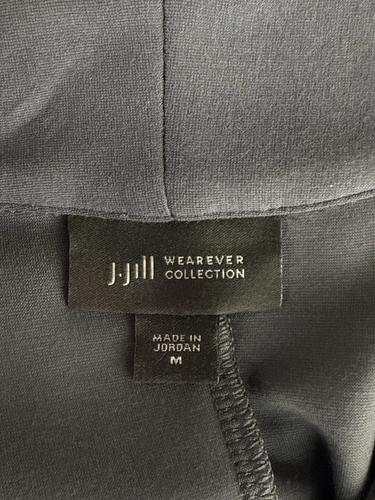 J.Jill WEAREVER
COLLECTION
MADE IN
JORDAN
M